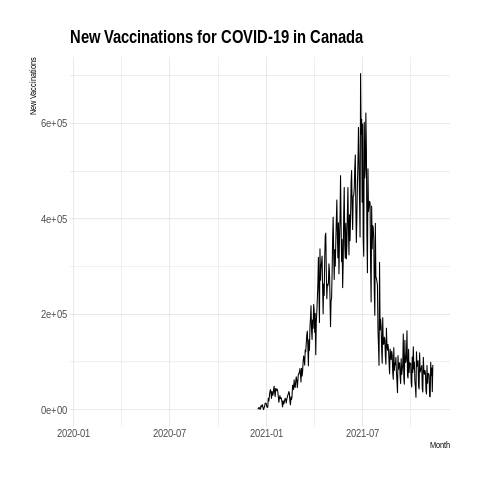 New Vaccinations for COVID-19 in Canada
New Vaccinations
6e+05
4e+05
2e+05
0e+00
2020-01 2020-07 2021-01 2021-07
Month